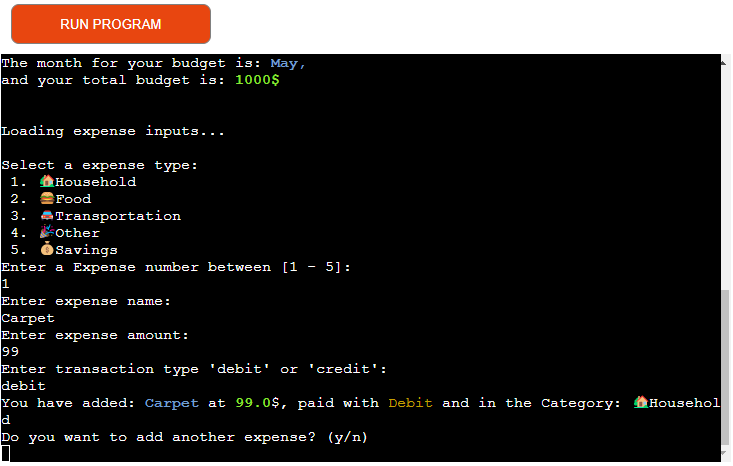 RUN PROGRAM
The month for your budget is: May,
and your total budget is: 1000$
Loading expense inputs...
Select a expense type:
1. 🏡Household
2. 🍔Food
3. 🚘Transportation
4. 🎉Other
5. 💰Savings
Enter a Expense number between [1 - 5]:
1
Enter expense name:
Carpet
Enter expense amount:
99
Enter transaction type 'debit' or 'credit':
debit
You have added: Carpet at 99.0$, paid with Debit and in the Category: 🏡Househol
d
Do you want to add another expense? (y/n)